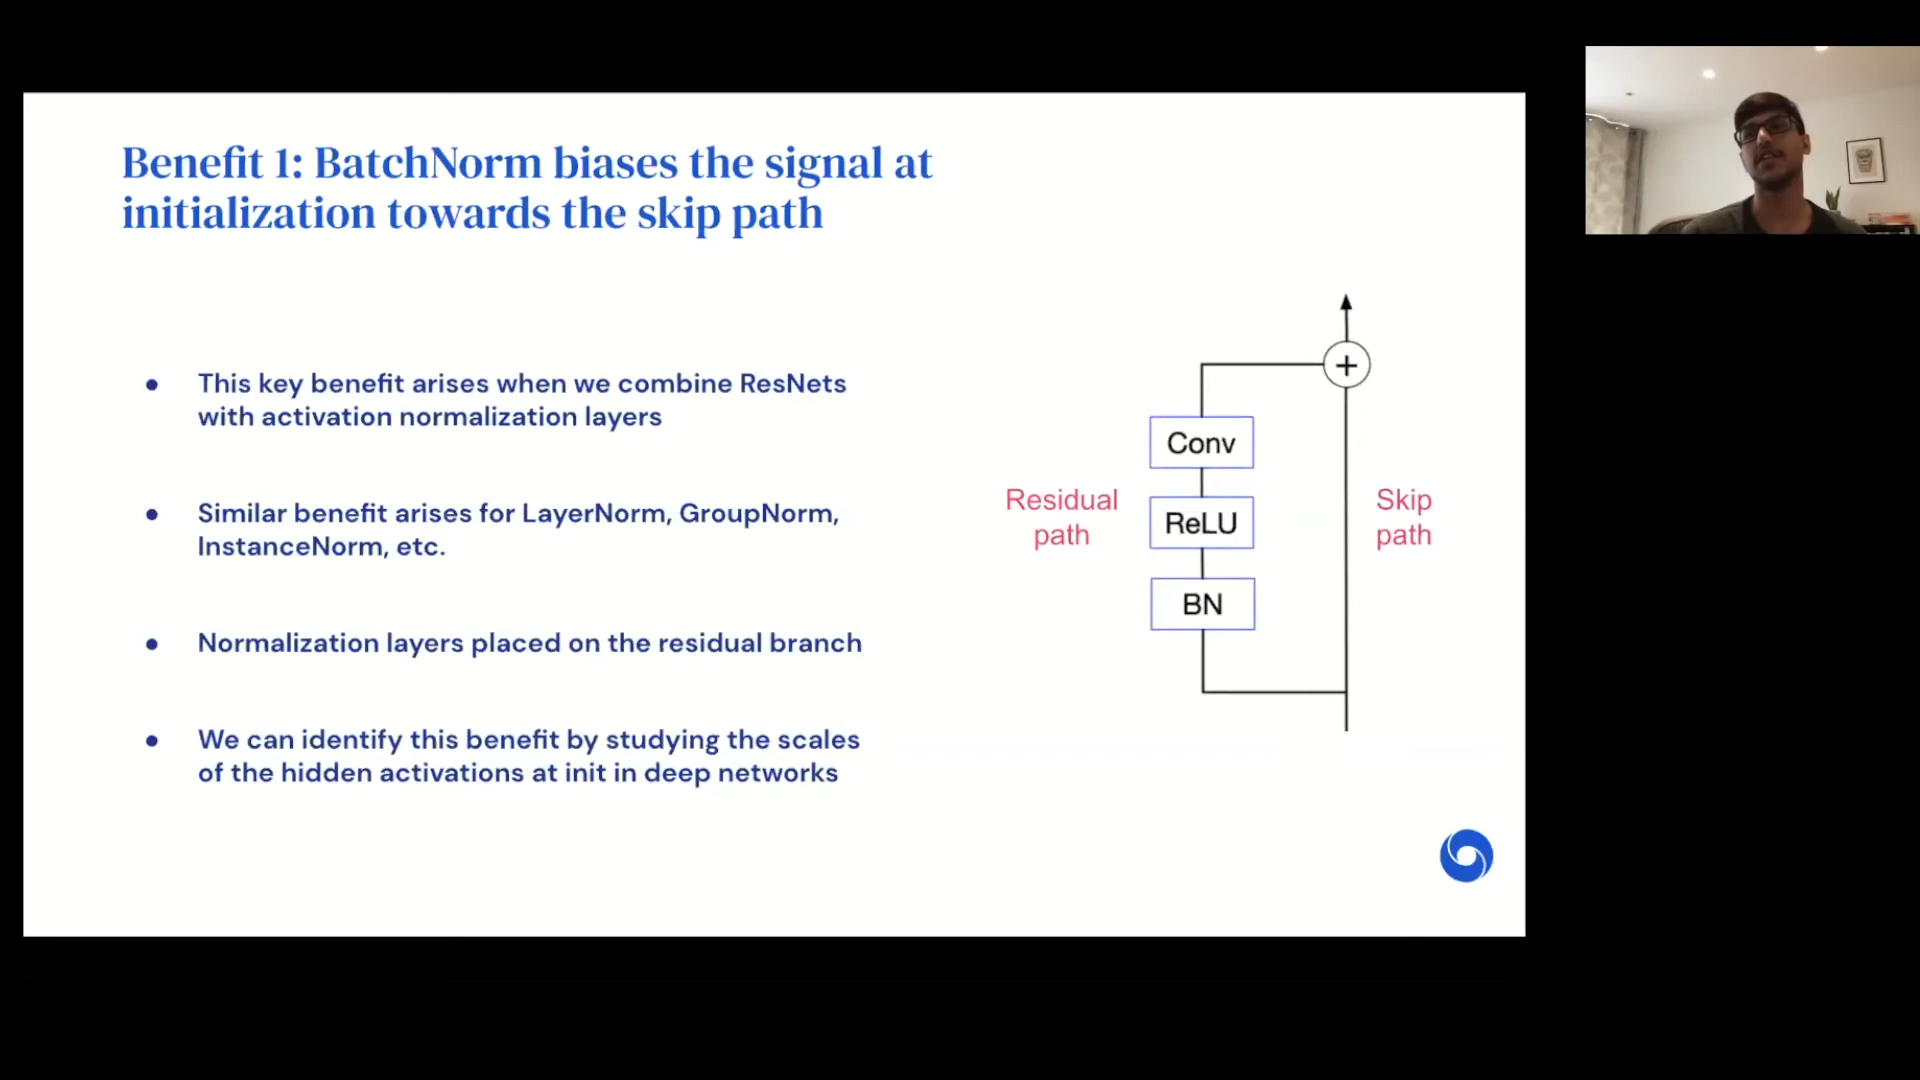 Benefit 1: BatchNorm biases the signal at
initialization towards the skip path
● This key benefit arises when we combine ResNets
with activation normalization layers
● Similar benefit arises for LayerNorm, GroupNorm,
InstanceNorm, etc.
● Normalization layers placed on the residual branch
● We can identify this benefit by studying the scales
of the hidden activations at init in deep networks
+
Conv
Residual
path
ReLU
Skip
path
BN